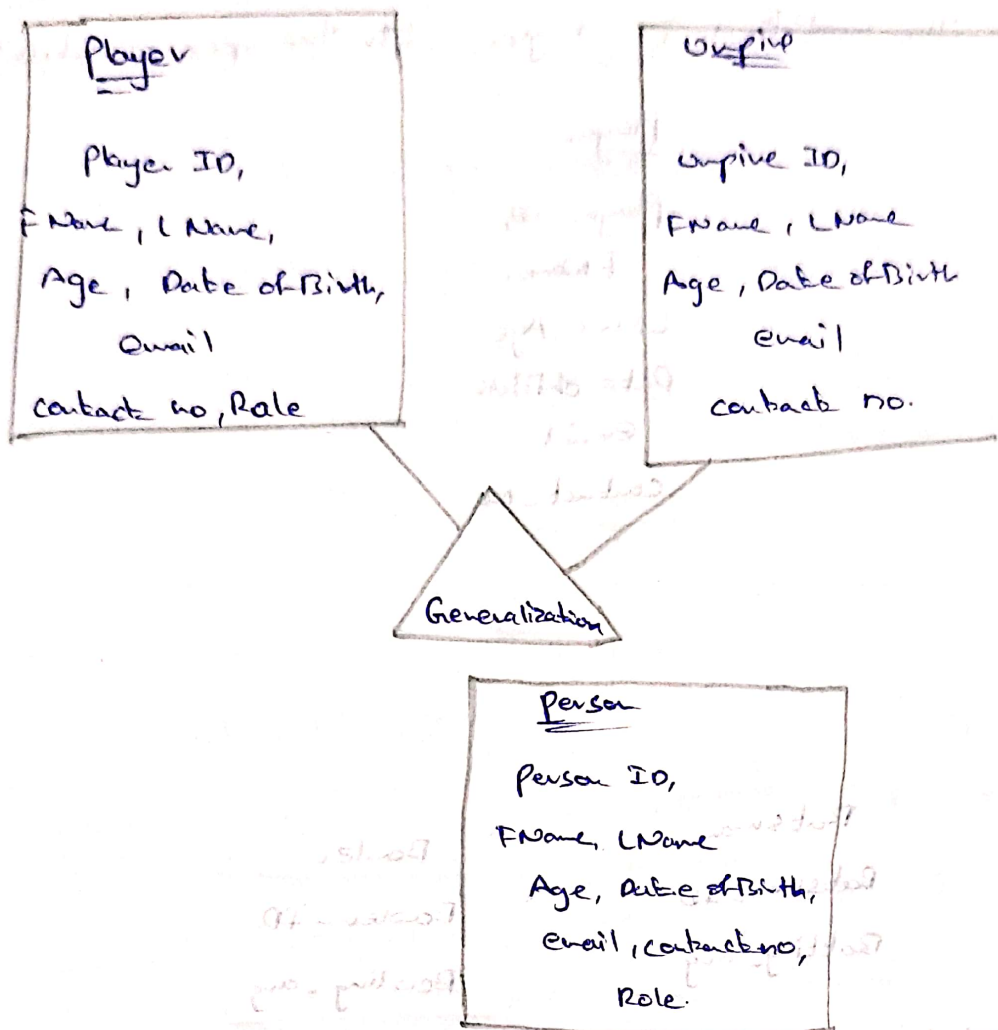 Player
Player ID,
FName, LName,
Age, Date of Birth,
email
contact no, Role
Umpire
umpire ID,
FName, LName
Age, Date of Birth
email
contact no.
Generalization
Person
Person ID,
FName, LName
Age, Date of Birth,
email, contact no,
Role.